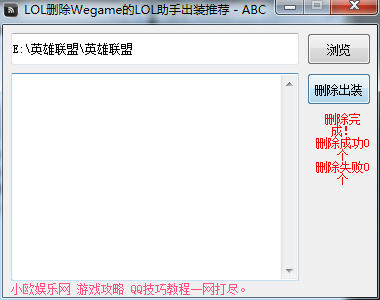 LOL删除Wegame的LOL助手出装推荐 - ABC
E:\英雄联盟\英雄联盟
浏览
删除出装
删除完
成!
删除成功0
个
删除失败0
个
小欧娱乐网 游戏攻略 QQ技巧教程一网打尽。